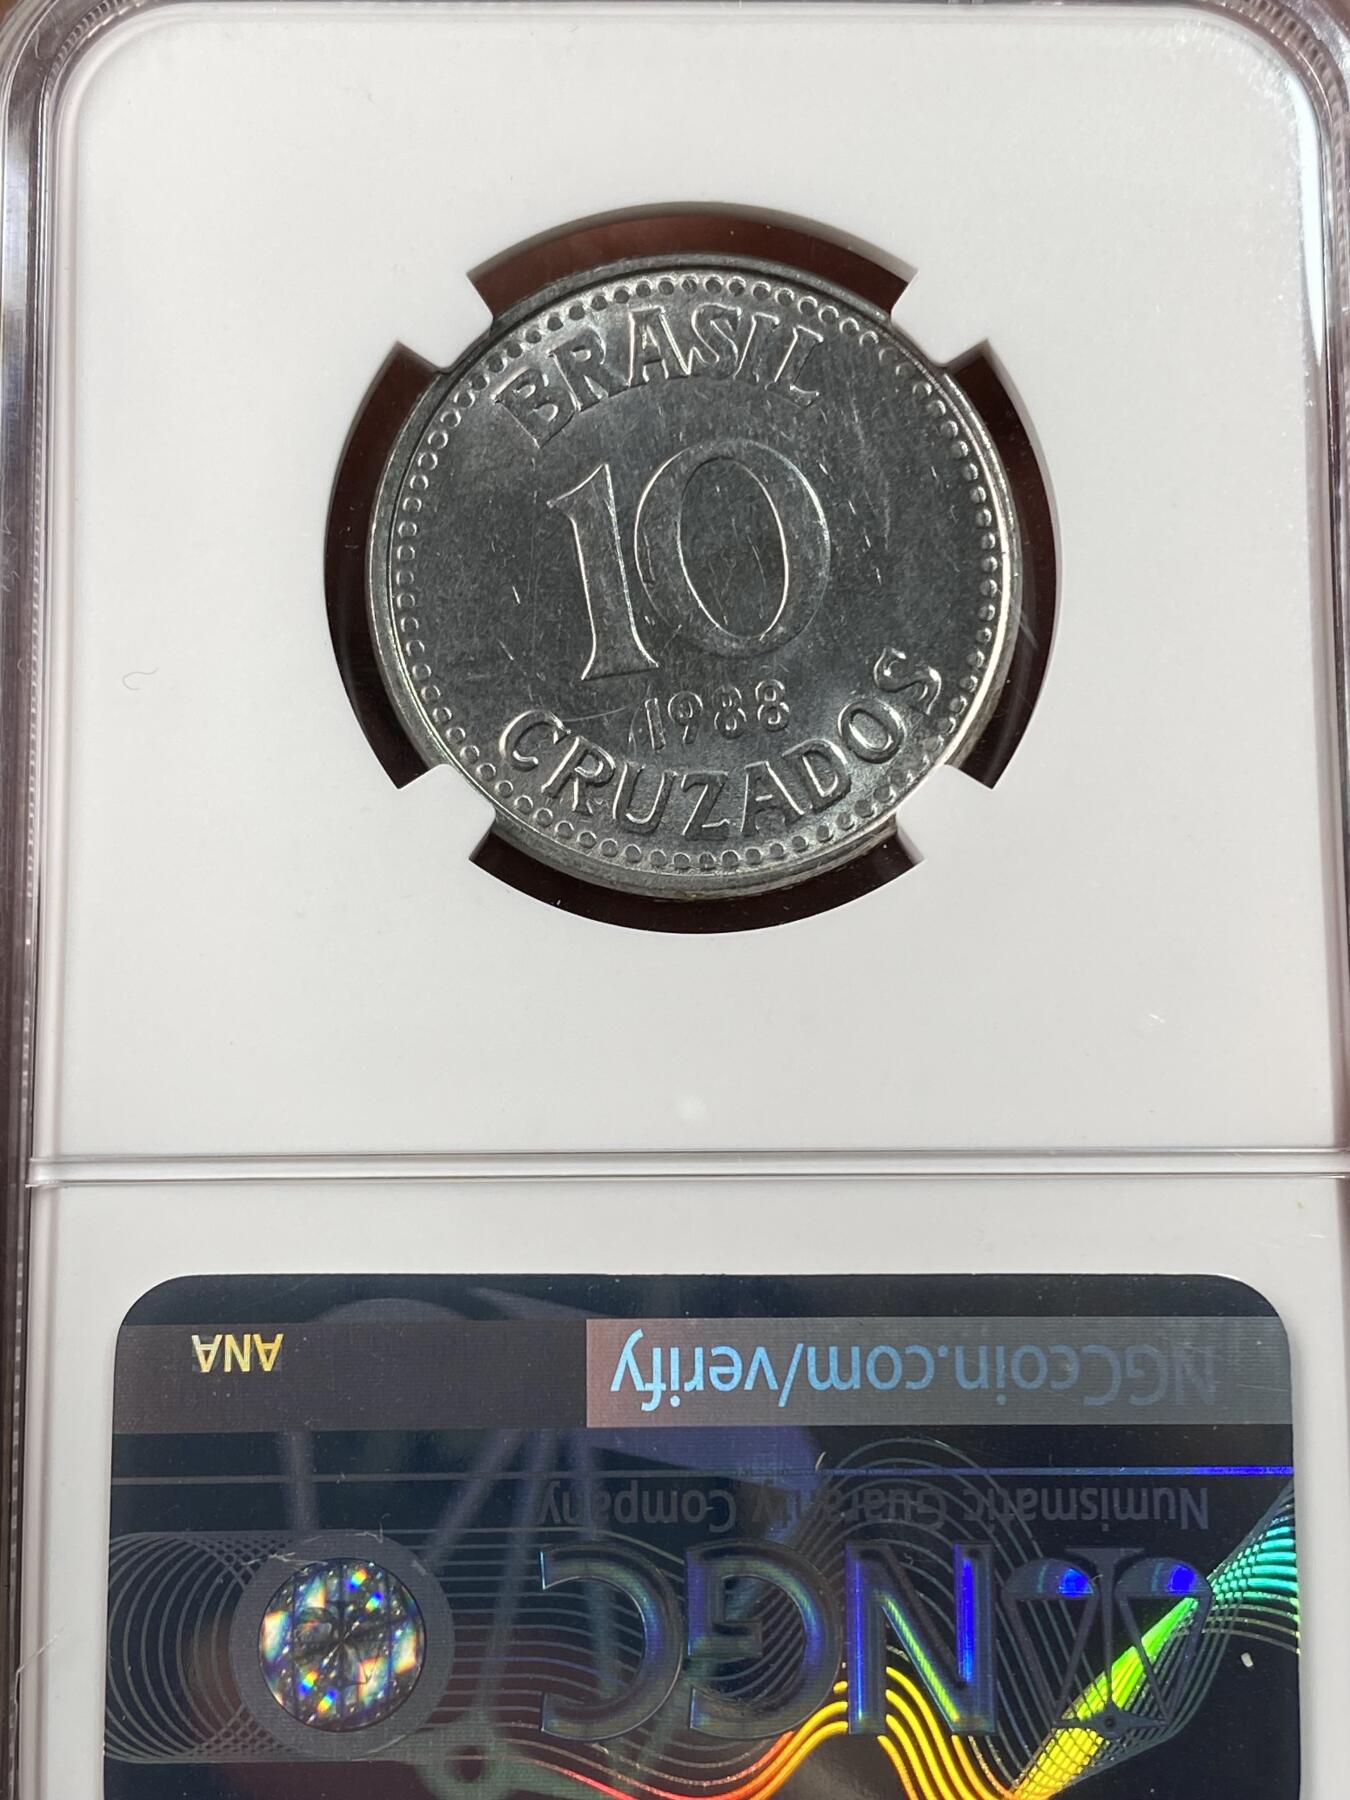 BRASIL
10
1988
CRUZADOS
ANA
NGCcoin.com/verify
Numismatic Guaranty Company
NGC